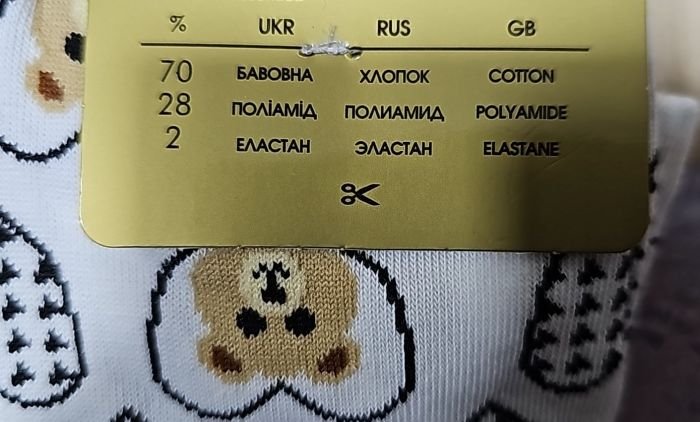 % UKR RUS GB
70 БАВОВНА ХЛОПОК COTTON
28 ПОЛІАМІД ПОЛИАМИД POLYAMIDE
2 ЕЛАСТАН ЭЛАСТАН ELASTANE